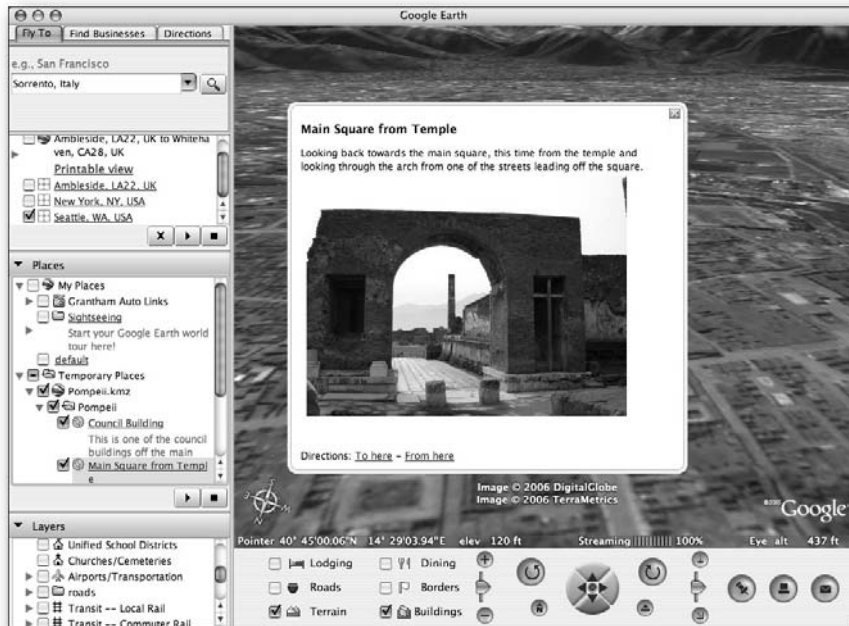 Google Earth
Fly To
Find Businesses
Directions
e.g., San Francisco
Sorrento, Italy
Ambleside, LA22, UK to Whiteha
ven, CA28, UK
Printable view
Ambleside, LA22, UK
New York, NY, USA
Seattle, WA, USA
Places
My Places
Grantham Auto Links
Sightseeing
Start your Google Earth world
tour here!
default
Temporary Places
Pompeii.kmz
Pompeii
Council Building
This is one of the council
buildings off the main
Main Square from Templ
e
Layers
Unified School Districts
Churches/Cemeteries
Airports/Transportation
roads
Transit -- Local Rail
Transit -- Commuter Rail
Main Square from Temple
Looking back towards the main square, this time from the temple and
looking through the arch from one of the streets leading off the square.
Directions: To here - From here
Image © 2006 DigitalGlobe
Image © 2006 TerraMetrics
Google
N
Pointer 40° 45'00.06"N 14° 29'03.94"E elev 120 ft Streaming |||||||||| 100% Eye alt 437 ft
Lodging
Dining
Roads
Borders
Terrain
Buildings